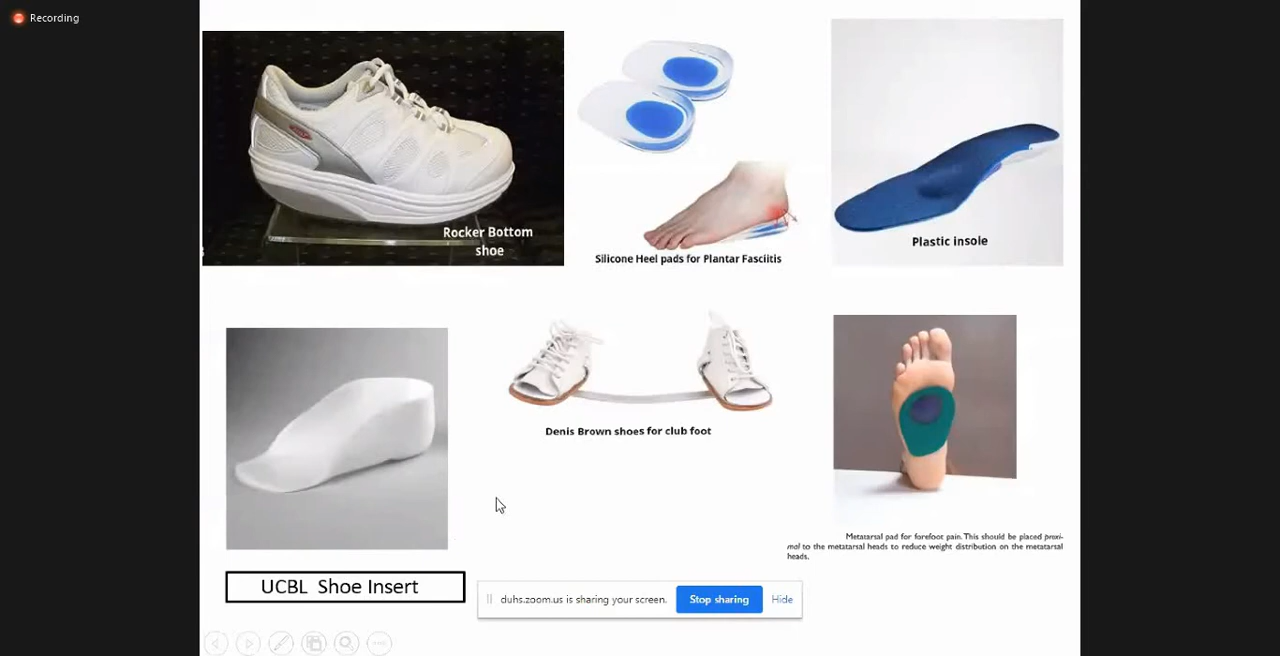 Recording
Rocker Bottom
shoe
Silicone Heel pads for Plantar Fasciitis
Plastic insole
Denis Brown shoes for club foot
Metatarsal pad for forefoot pain. This should be placed proxi-
mal to the metatarsal heads to reduce weight distribution on the metatarsal
heads.
UCBL Shoe Insert
duhs.zoom.us is sharing your screen.
Stop sharing
Hide